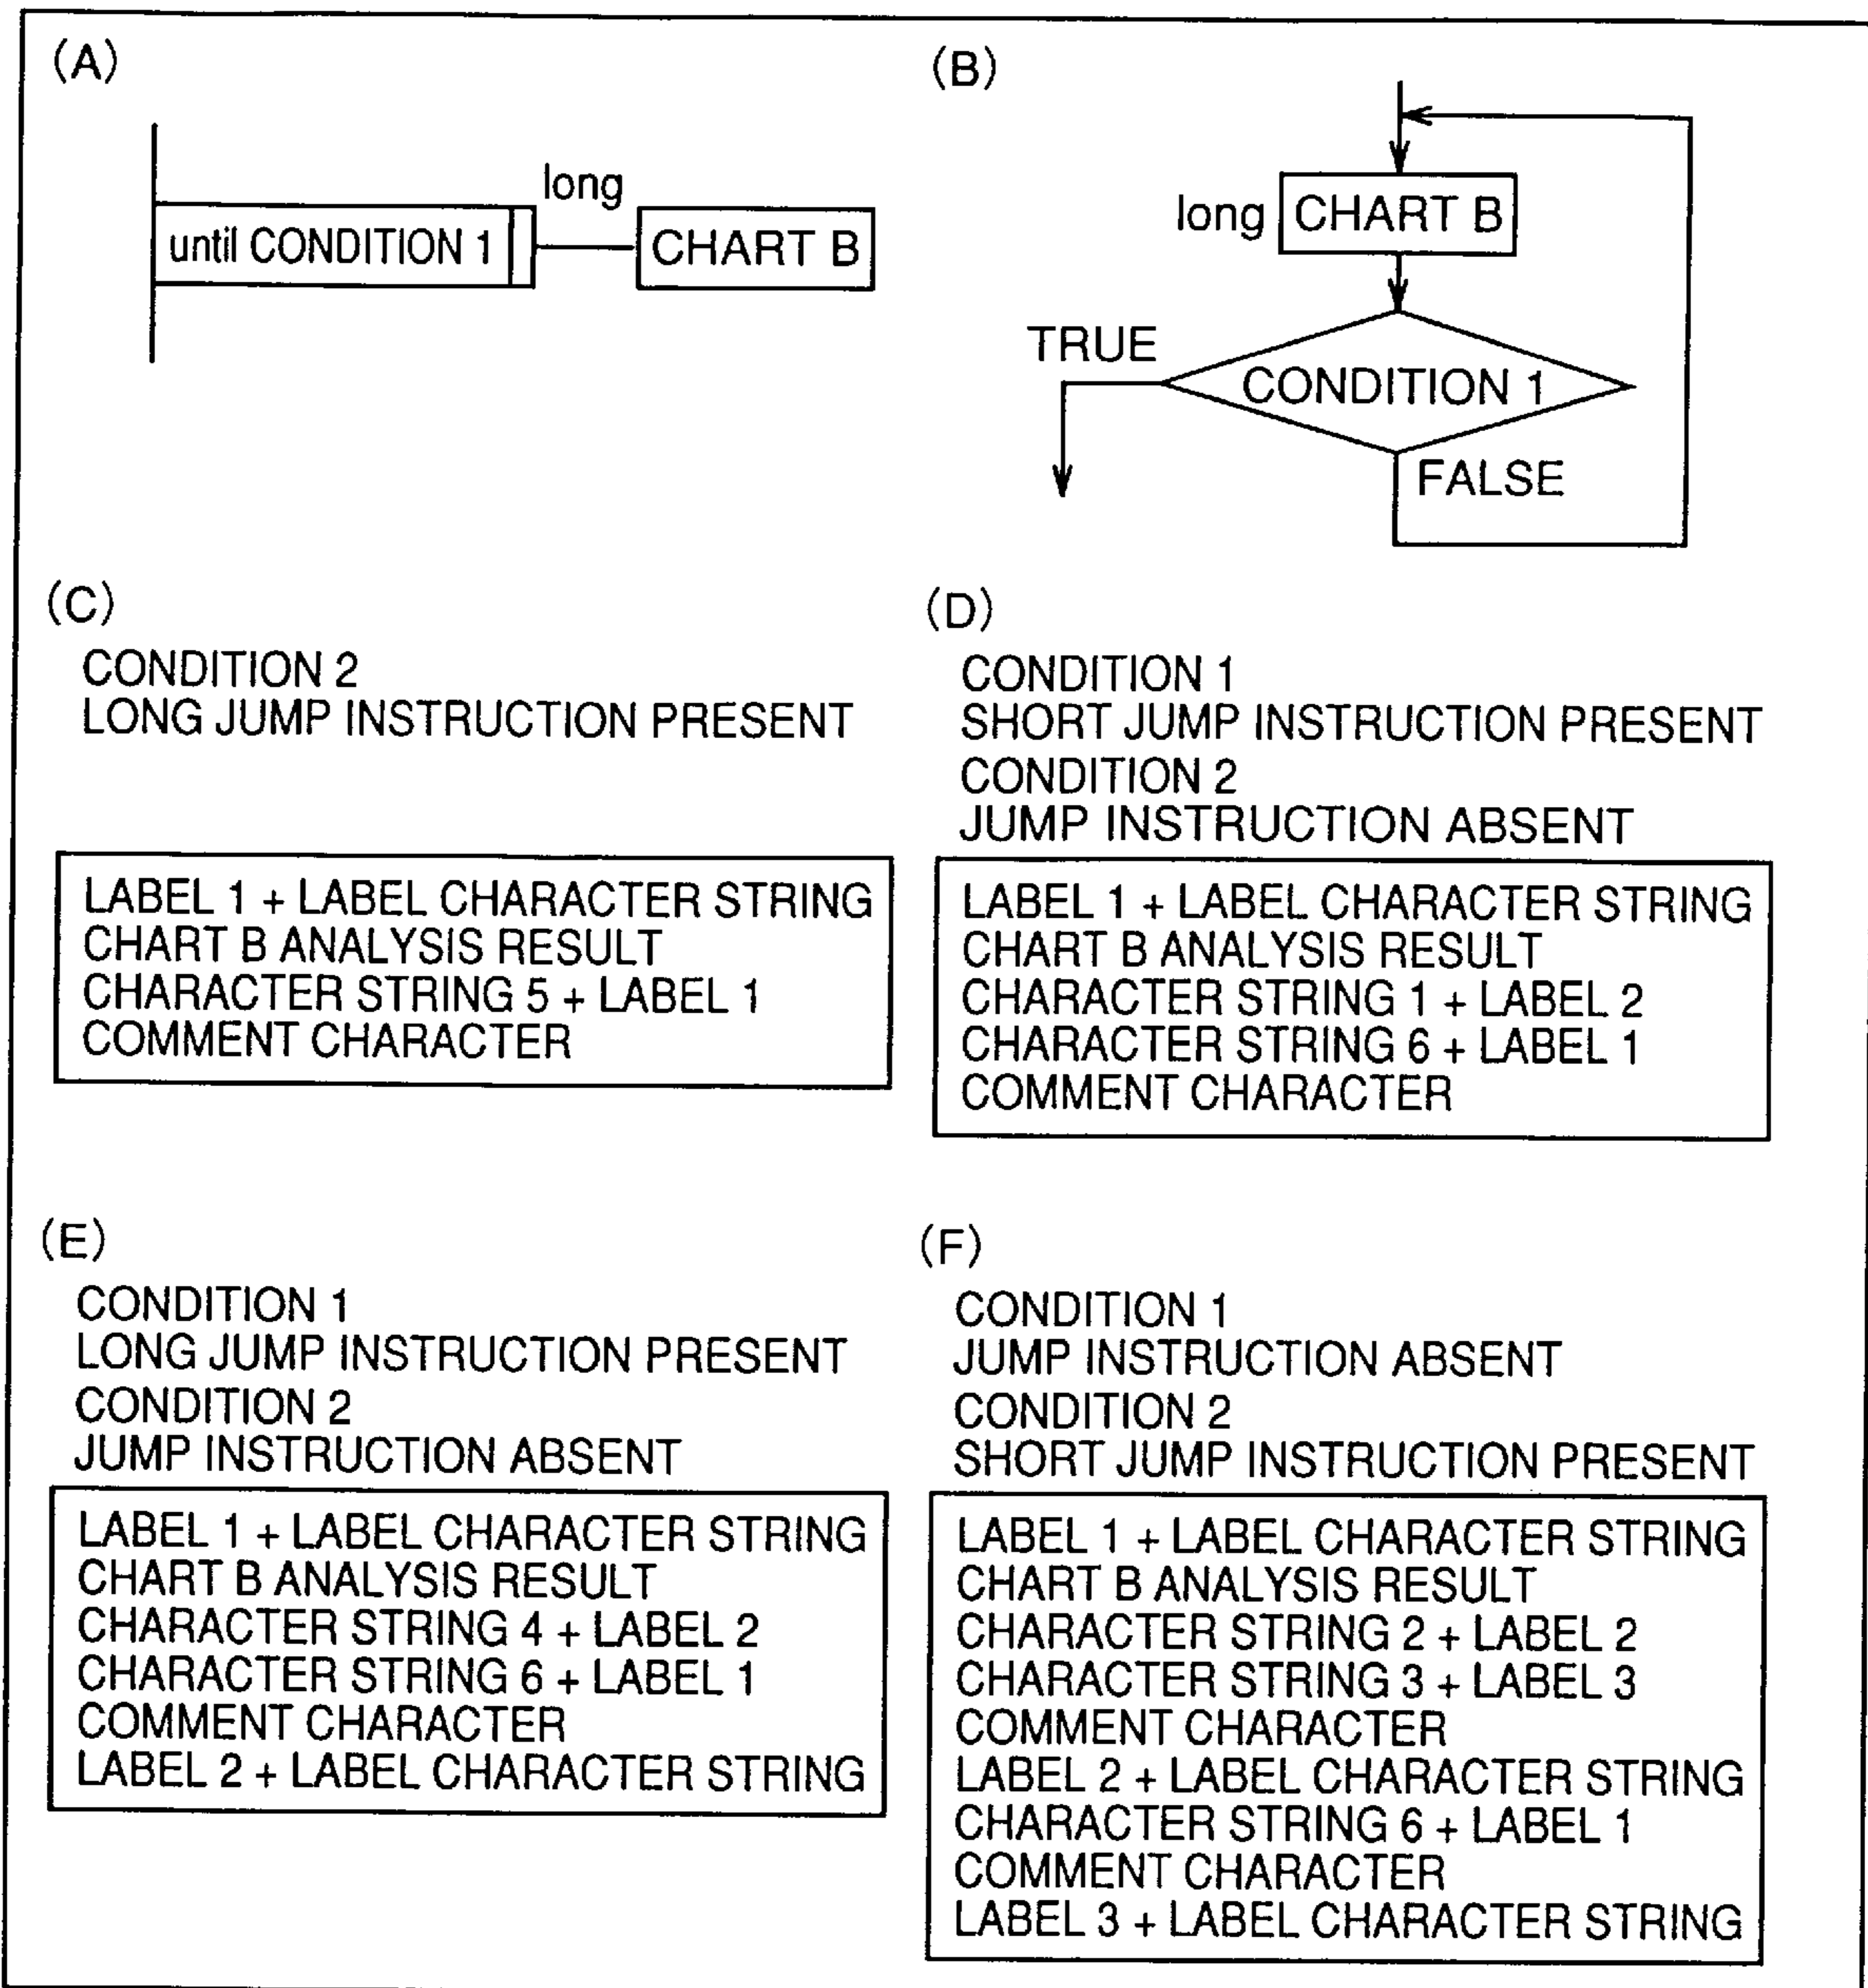 (A)
long
until CONDITION 1
CHART B
(B)
long
CHART B
TRUE
CONDITION 1
FALSE
(C)
CONDITION 2
LONG JUMP INSTRUCTION PRESENT
LABEL 1 + LABEL CHARACTER STRING
CHART B ANALYSIS RESULT
CHARACTER STRING 5 + LABEL 1
COMMENT CHARACTER
(D)
CONDITION 1
SHORT JUMP INSTRUCTION PRESENT
CONDITION 2
JUMP INSTRUCTION ABSENT
LABEL 1 + LABEL CHARACTER STRING
CHART B ANALYSIS RESULT
CHARACTER STRING 1 + LABEL 2
CHARACTER STRING 6 + LABEL 1
COMMENT CHARACTER
(E)
CONDITION 1
LONG JUMP INSTRUCTION PRESENT
CONDITION 2
JUMP INSTRUCTION ABSENT
LABEL 1 + LABEL CHARACTER STRING
CHART B ANALYSIS RESULT
CHARACTER STRING 4 + LABEL 2
CHARACTER STRING 6 + LABEL 1
COMMENT CHARACTER
LABEL 2 + LABEL CHARACTER STRING
(F)
CONDITION 1
JUMP INSTRUCTION ABSENT
CONDITION 2
SHORT JUMP INSTRUCTION PRESENT
LABEL 1 + LABEL CHARACTER STRING
CHART B ANALYSIS RESULT
CHARACTER STRING 2 + LABEL 2
CHARACTER STRING 3 + LABEL 3
COMMENT CHARACTER
LABEL 2 + LABEL CHARACTER STRING
CHARACTER STRING 6 + LABEL 1
COMMENT CHARACTER
LABEL 3 + LABEL CHARACTER STRING